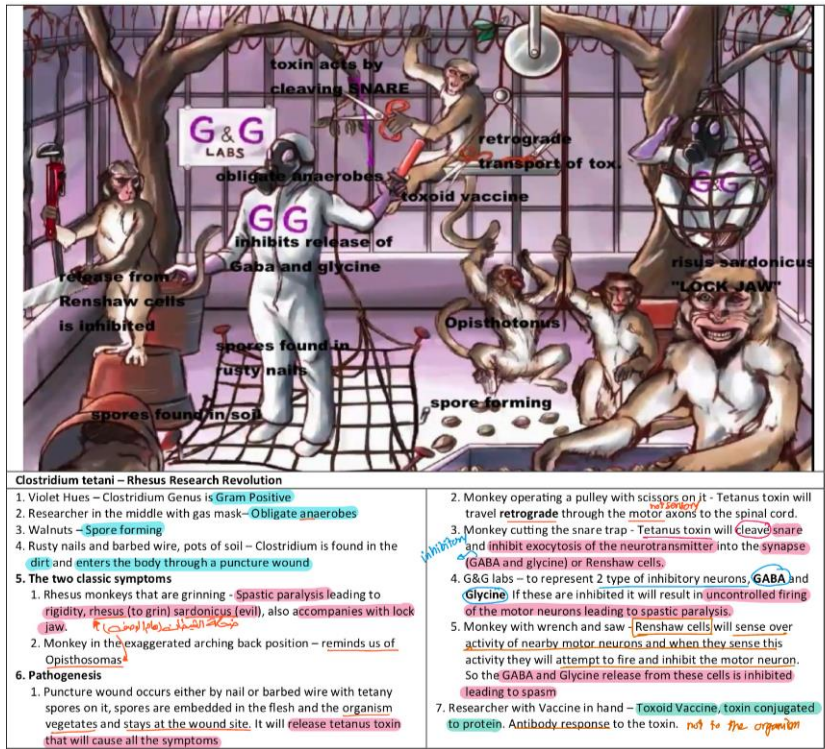 toxin acts by
cleaving SNARE
G & G
LABS
retrograde
transport of tox.
obligate anaerobes
toxoid vaccine
G&G
GG
inhibits release of
Gaba and glycine
risus sardonicus
"LOCK JAW"
release from
Renshaw cells
is inhibited
Opisthotonus
spores found in
rusty nails
spore forming
spores found in soil
Clostridium tetani – Rhesus Research Revolution
1. Violet Hues – Clostridium Genus is Gram Positive
2. Researcher in the middle with gas mask– Obligate anaerobes
3. Walnuts – Spore forming
4. Rusty nails and barbed wire, pots of soil – Clostridium is found in the
dirt and enters the body through a puncture wound
5. The two classic symptoms
1. Rhesus monkeys that are grinning - Spastic paralysis leading to
rigidity, rhesus (to grin) sardonicus (evil), also accompanies with lock
jaw.
2. Monkey in the exaggerated arching back position – reminds us of
Opisthosomas
6. Pathogenesis
1. Puncture wound occurs either by nail or barbed wire with tetany
spores on it, spores are embedded in the flesh and the organism
vegetates and stays at the wound site. It will release tetanus toxin
that will cause all the symptoms
2. Monkey operating a pulley with scissors on it - Tetanus toxin will
not sensory
travel retrograde through the motor axons to the spinal cord.
3. Monkey cutting the snare trap - Tetanus toxin will cleave snare
inhibitory
and inhibit exocytosis of the neurotransmitter into the synapse
(GABA and glycine) or Renshaw cells.
4. G&G labs – to represent 2 type of inhibitory neurons, GABA and
Glycine If these are inhibited it will result in uncontrolled firing
of the motor neurons leading to spastic paralysis.
5. Monkey with wrench and saw - Renshaw cells will sense over
activity of nearby motor neurons and when they sense this
activity they will attempt to fire and inhibit the motor neuron.
So the GABA and Glycine release from these cells is inhibited
leading to spasm
7. Researcher with Vaccine in hand – Toxoid Vaccine, toxin conjugated
to protein. Antibody response to the toxin. not to the organism